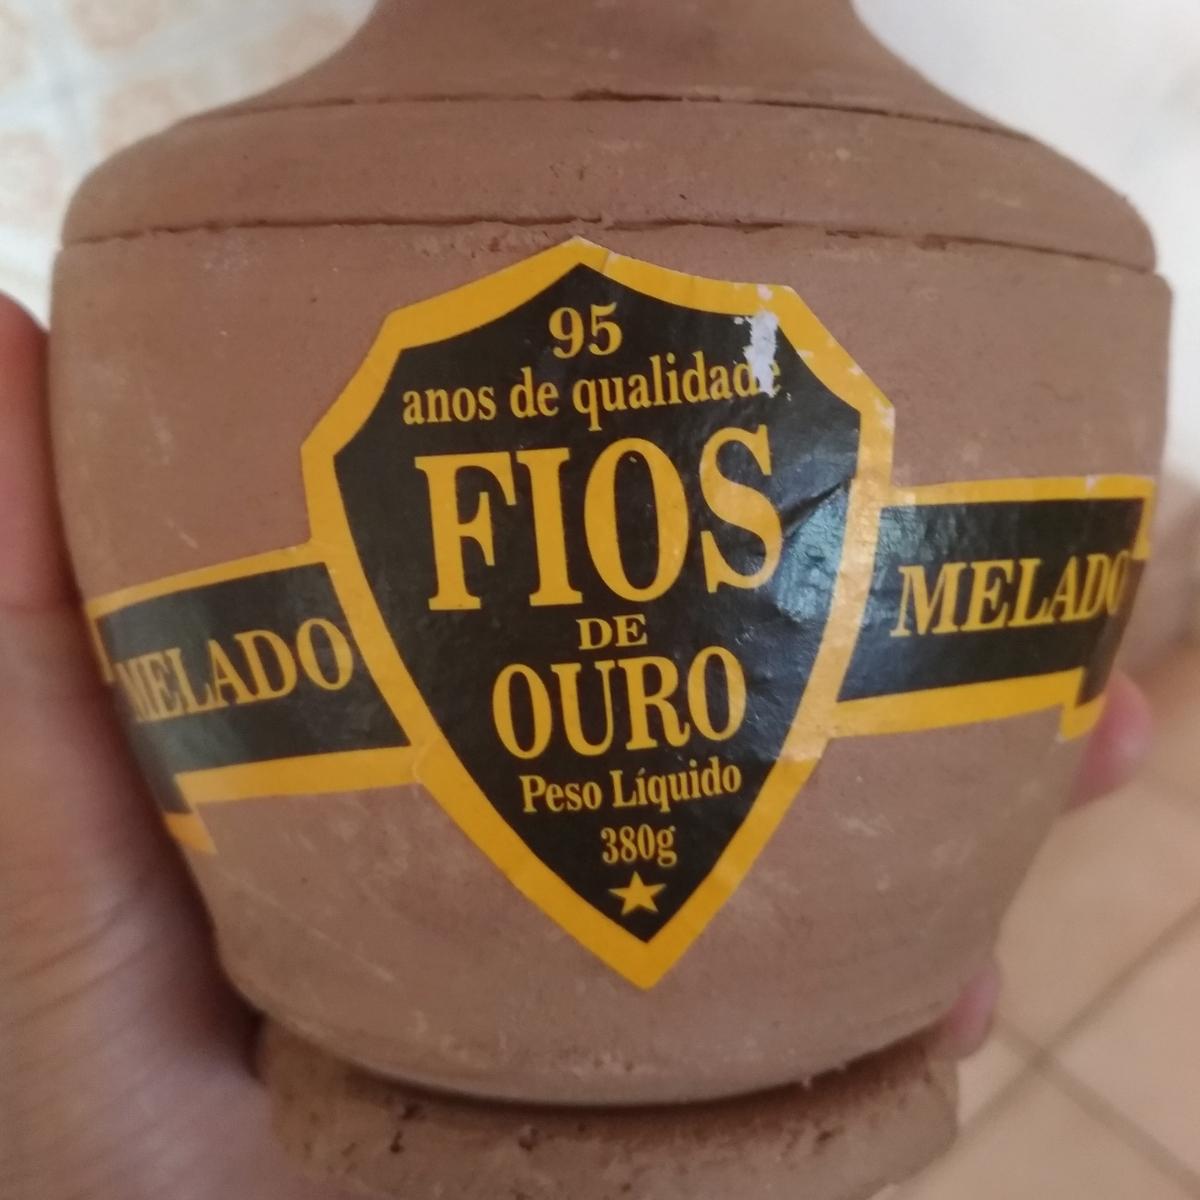 95
anos de qualidade
FIOS
DE
OURO
MELADO
MELADO
Peso Líquido
380g